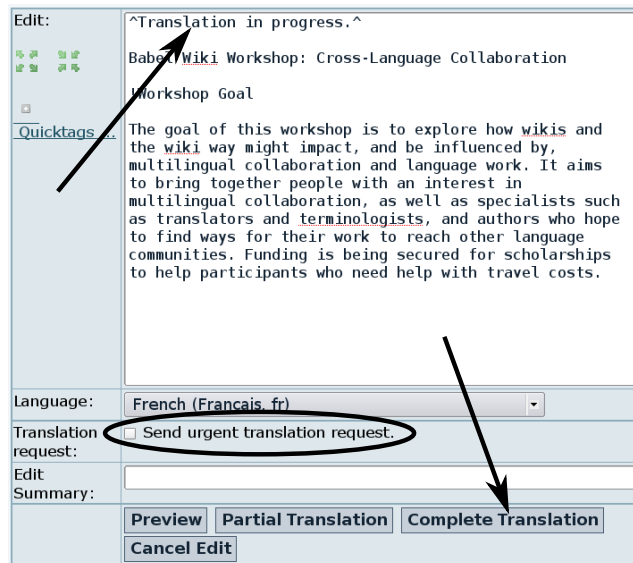 Edit:
^Translation in progress.^
Babel Wiki Workshop: Cross-Language Collaboration
!Workshop Goal
Quicktags ...
The goal of this workshop is to explore how wikis and
the wiki way might impact, and be influenced by,
multilingual collaboration and language work. It aims
to bring together people with an interest in
multilingual collaboration, as well as specialists such
as translators and terminologists, and authors who hope
to find ways for their work to reach other language
communities. Funding is being secured for scholarships
to help participants who need help with travel costs.
Language:
French (Français, fr)
Translation request:
Send urgent translation request.
Edit
Summary:
Preview Partial Translation Complete Translation
Cancel Edit